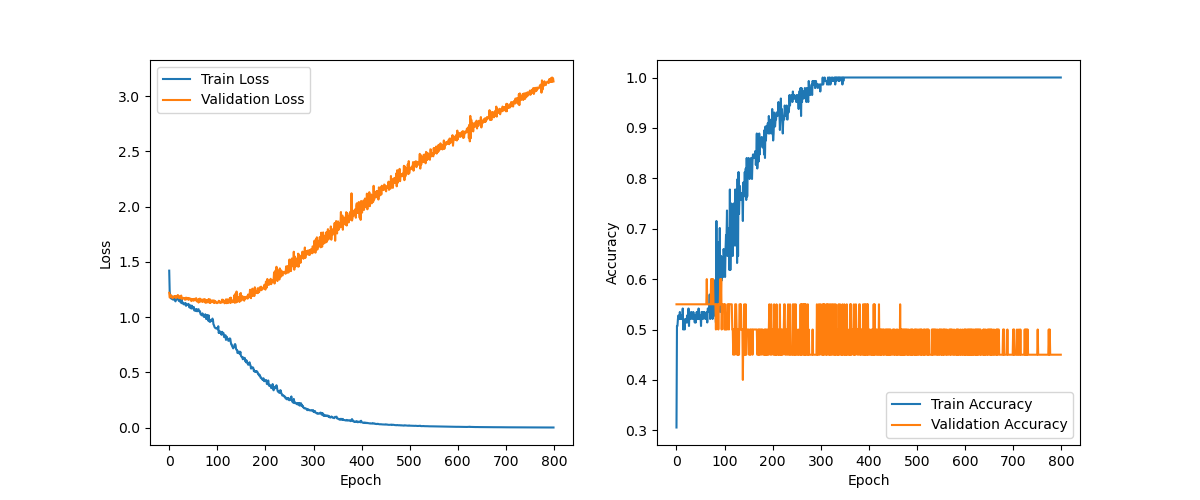 Train Loss
Validation Loss
3.0
2.5
2.0
1.5
1.0
0.5
0.0
Loss
0 100 200 300 400 500 600 700 800
Epoch
1.0
0.9
0.8
0.7
0.6
0.5
0.4
0.3
Accuracy
Train Accuracy
Validation Accuracy
0 100 200 300 400 500 600 700 800
Epoch